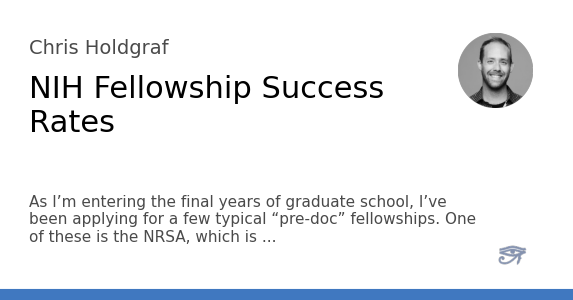 Chris Holdgraf
NIH Fellowship Success
Rates
As I’m entering the final years of graduate school, I’ve
been applying for a few typical “pre-doc” fellowships. One
of these is the NRSA, which is ...